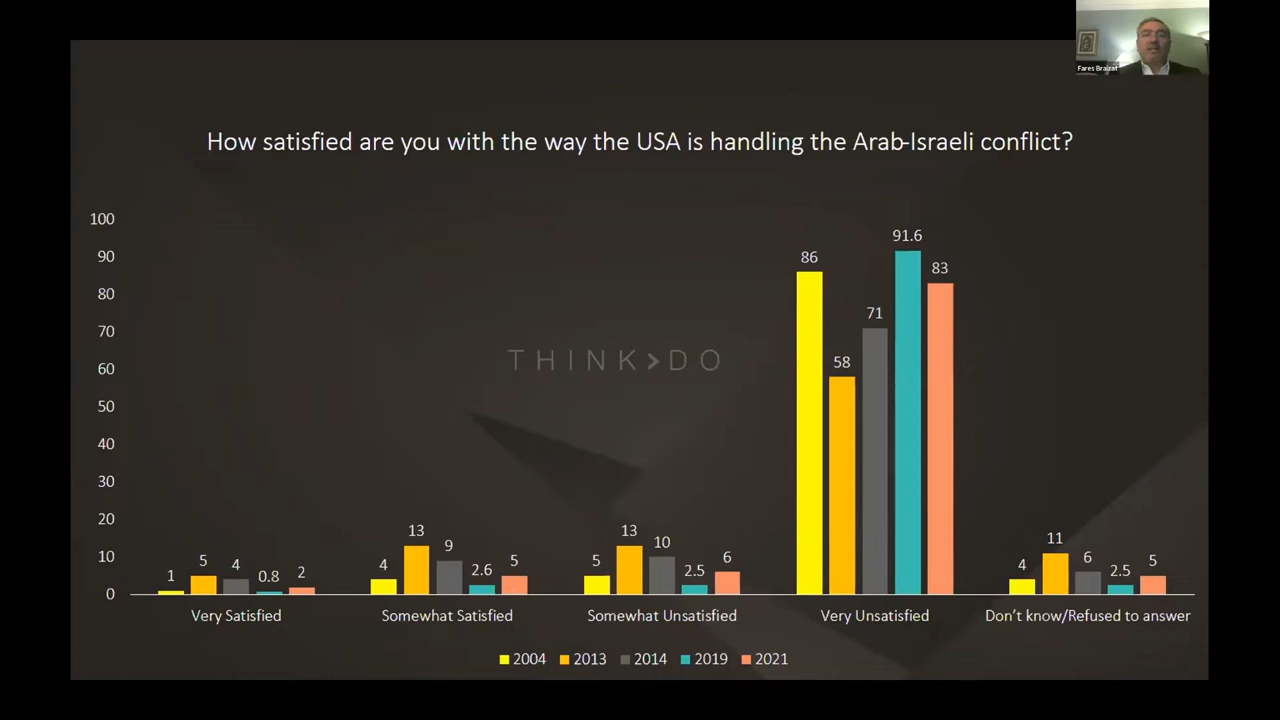 Fares Braizat
How satisfied are you with the way the USA is handling the Arab-Israeli conflict?
100
90
80
70
60
50
40
30
20
10
0
THINK>DO
1 5 4 0.8 2
4 13 9 2.6 5
5 13 10 2.5 6
86 58 71 91.6 83
4 11 6 2.5 5
Very Satisfied Somewhat Satisfied Somewhat Unsatisfied Very Unsatisfied Don't know/Refused to answer
2004 2013 2014 2019 2021